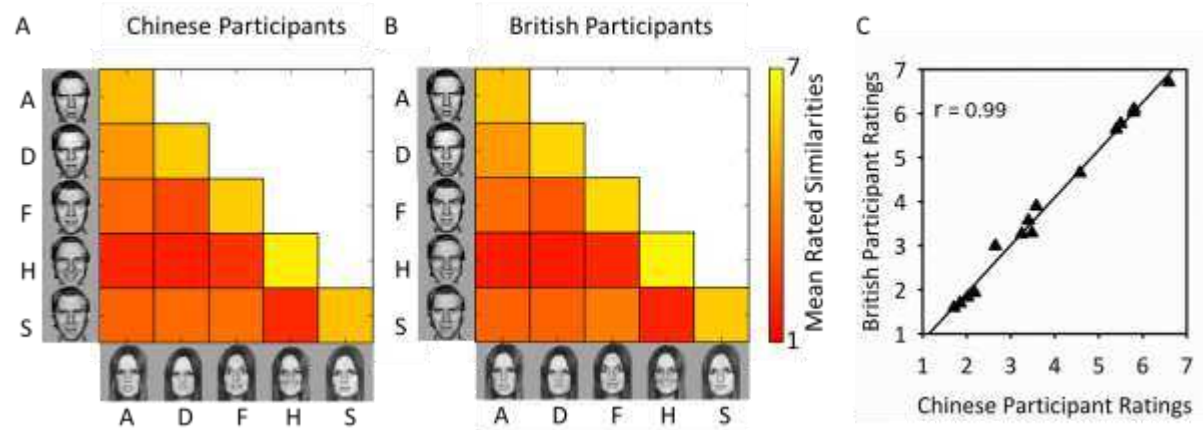 A Chinese Participants
A
D
F
H
S
A D F H S
B British Participants
A
D
F
H
S
A D F H S
7
Mean Rated Similarities
1
C
r = 0.99
British Participant Ratings
7
6
5
4
3
2
1
1 2 3 4 5 6 7
Chinese Participant Ratings